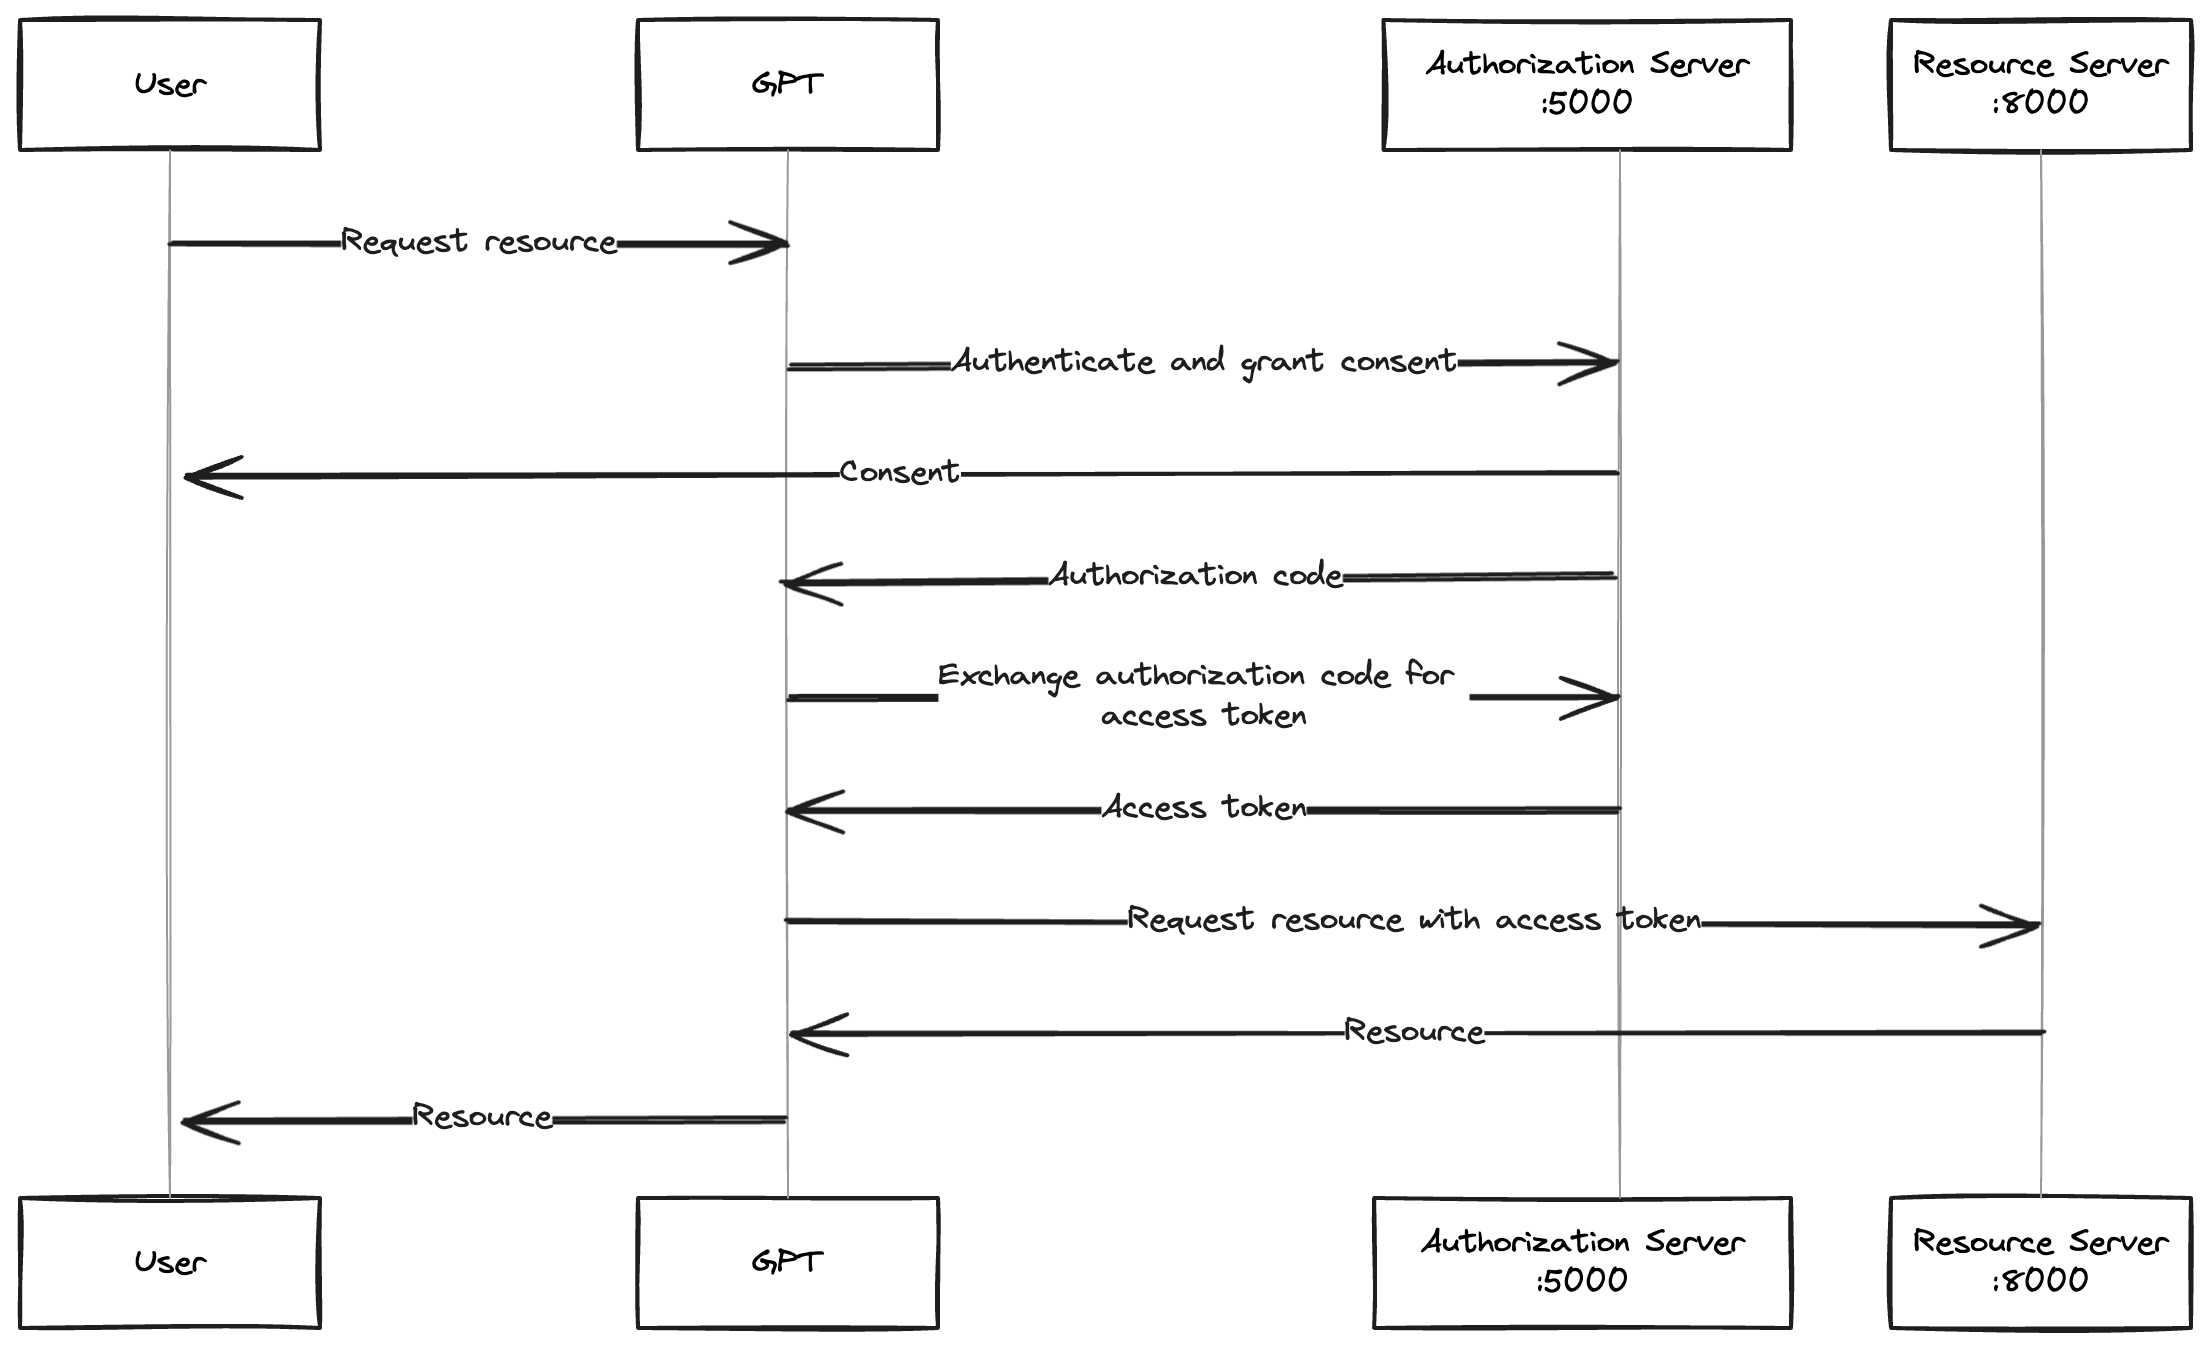 User
GPT
Authorization Server
:5000
Resource Server
:8000
Request resource
Authenticate and grant consent
Consent
Authorization code
Exchange authorization code for
access token
Access token
Request resource with access token
Resource
Resource
User
GPT
Authorization Server
:5000
Resource Server
:8000